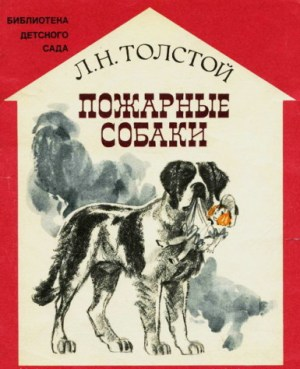 БИБЛИОТЕКА
ДЕТСКОГО
САДА
Л.Н.ТОЛСТОЙ
ПОЖАРНЫЕ
СОБАКИ